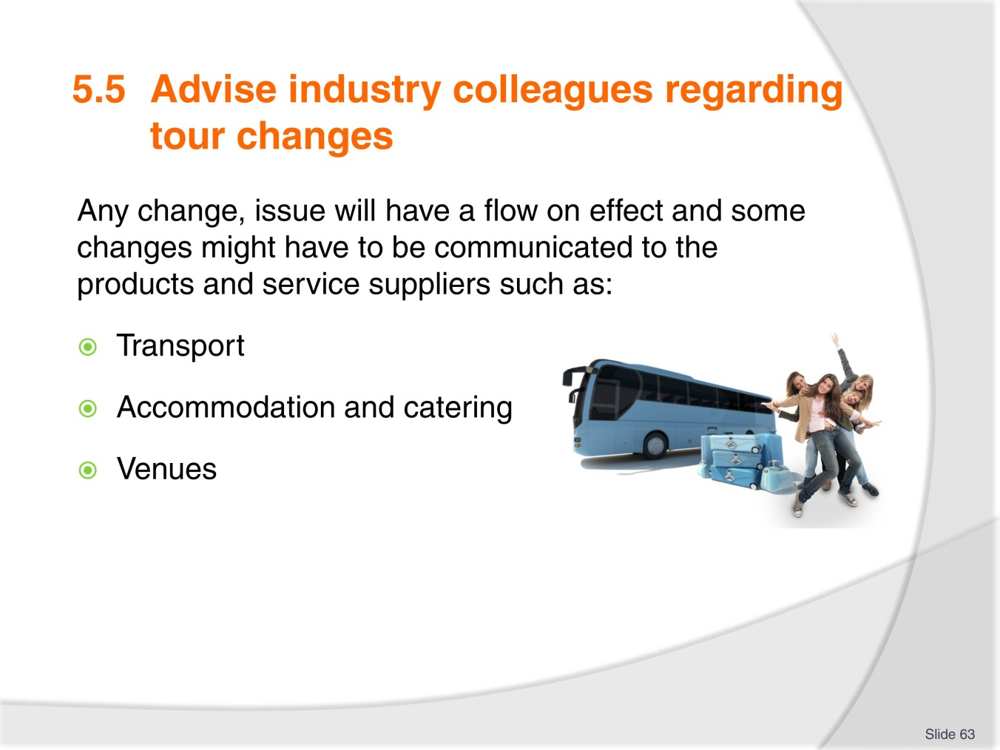 5.5 Advise industry colleagues regarding
tour changes
Any change, issue will have a flow on effect and some
changes might have to be communicated to the
products and service suppliers such as:
Transport
Accommodation and catering
Venues
Slide 63